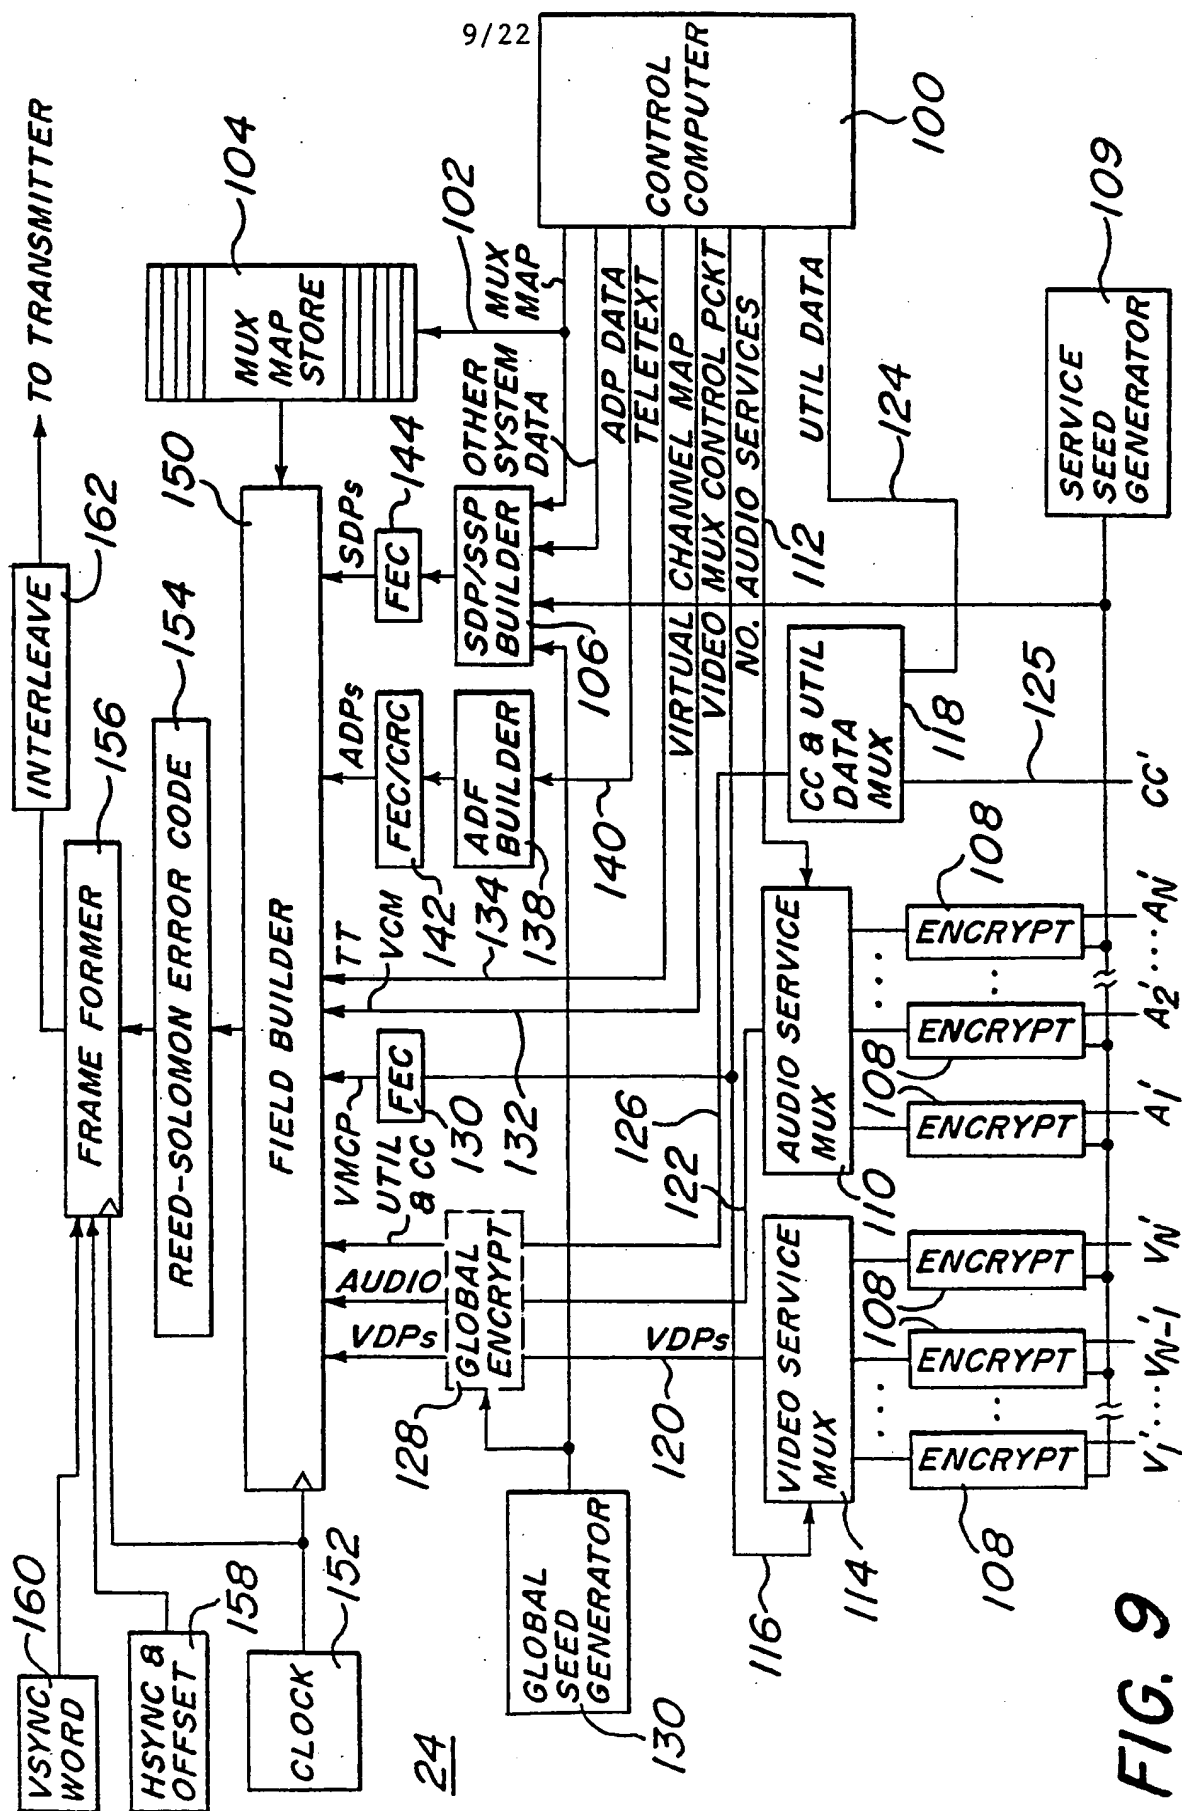 9/22
VSYNC
WORD
160
HSYNC &
OFFSET
158
CLOCK
152
24
FRAME FORMER
156
INTERLEAVE
162
TO TRANSMITTER
REED-SOLOMON ERROR CODE
154
FIELD BUILDER
150
MUX
MAP
STORE
104
VDPs
AUDIO
UTIL
& CC
VMCP
FEC
130
132
VCM
TT
134
ADPs
FEC/CRC
142
ADF
BUILDER
138
140
SDPs
FEC
144
SDP/SSP
BUILDER
106
OTHER
SYSTEM
DATA
102
MUX
MAP
ADP DATA
TELETEXT
VIRTUAL CHANNEL MAP
VIDEO MUX CONTROL PCKT
NO. AUDIO SERVICES
112
UTIL DATA
124
CONTROL
COMPUTER
100
GLOBAL
ENCRYPT
128
GLOBAL
SEED
GENERATOR
130
VDPs
120
122
126
116
VIDEO SERVICE
MUX
114
AUDIO SERVICE
MUX
110
CC & UTIL
DATA
MUX
118
125
SERVICE
SEED
GENERATOR
109
ENCRYPT
108
ENCRYPT
ENCRYPT
108
ENCRYPT
ENCRYPT
108
ENCRYPT
108
V1' .... VN-1' VN' A1' A2' .... AN' CC'
FIG. 9